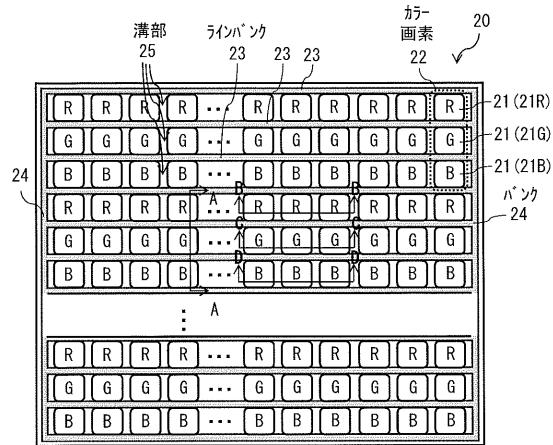 カラー
画素
溝部
ラインバンク
20
25
23
23
23
22
R R R R ... R R R R R R
21(21R)
G G G G ... G G G G G G
21(21G)
B B B B ... B B B B B B
21(21B)
24
A
B B
バンク
R R R R ... R R R R R R
24
C C
G G G G ... G G G G G G
D D
B B B B ... B B B B B B
A
⋮
R R R R ... R R R R R R
G G G G ... G G G G G G
B B B B ... B B B B B B